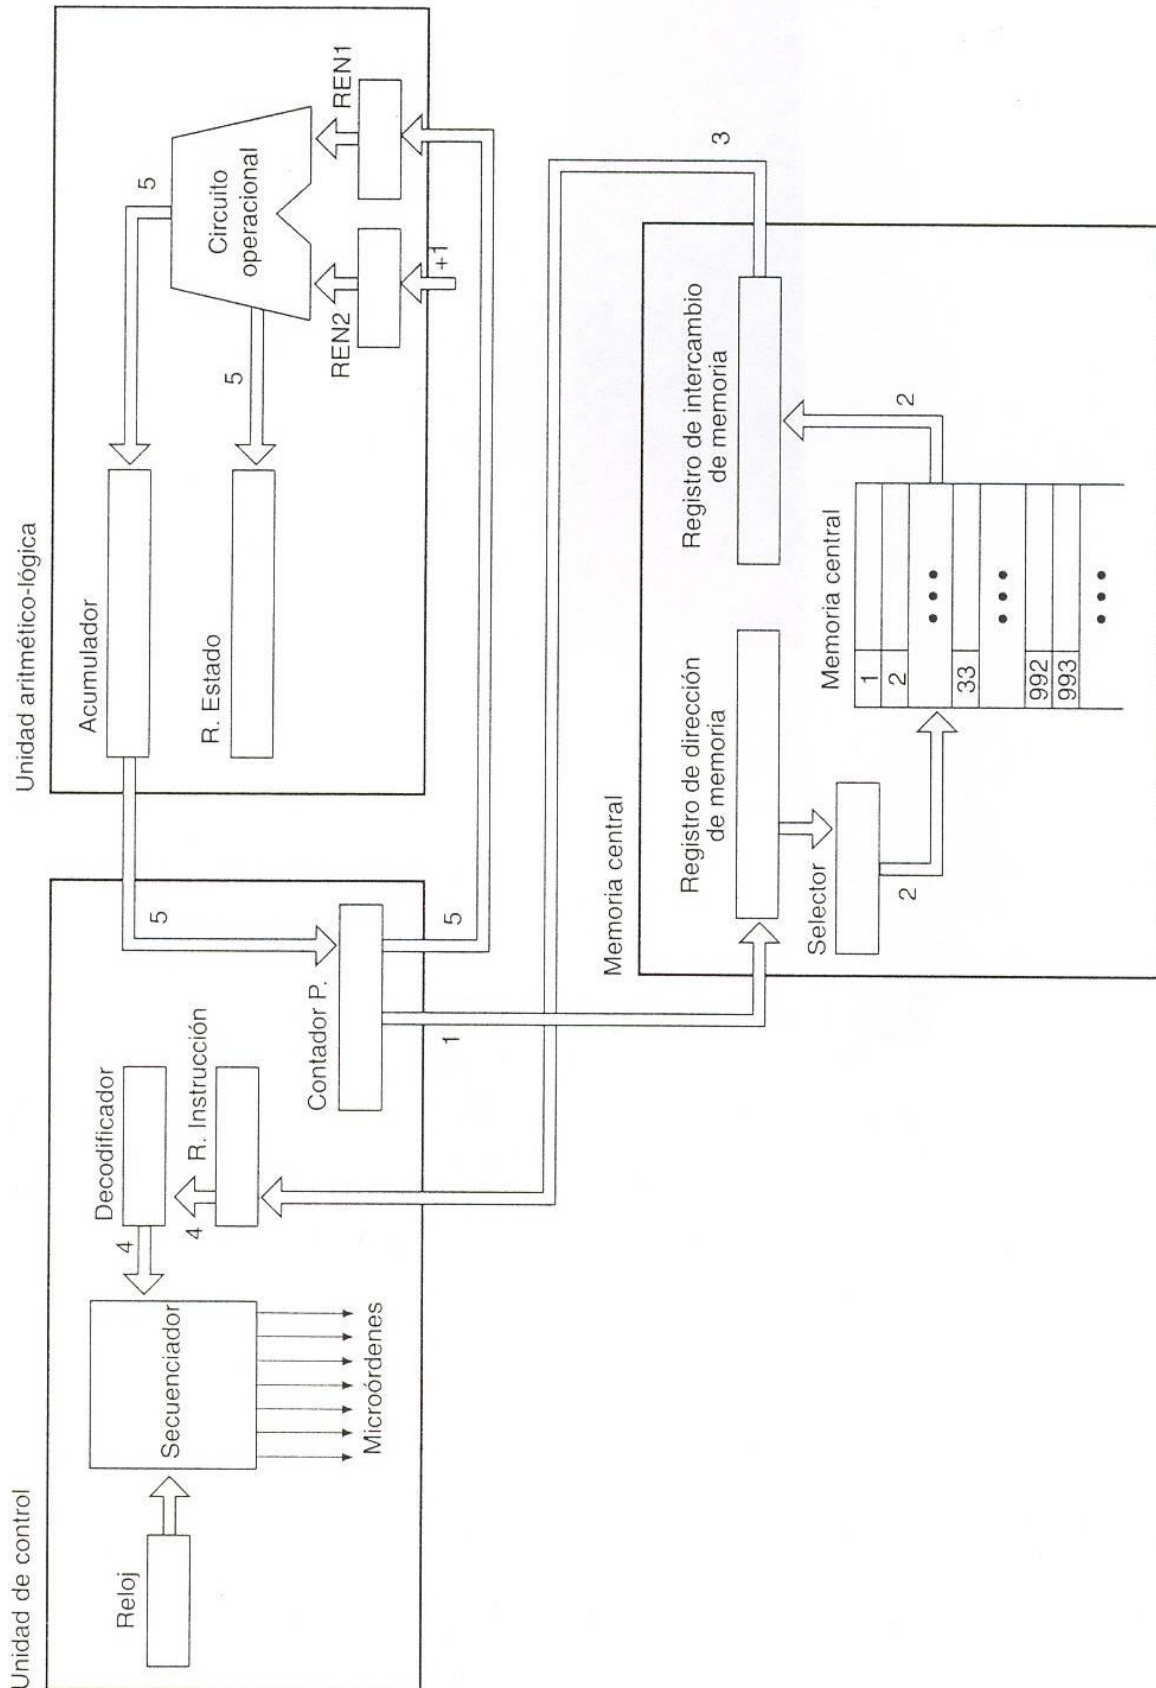 Unidad de control
Reloj
Secuenciador
Microórdenes
4
Decodificador
4
R. Instrucción
Contador P.
5
1
5
Unidad aritmético-lógica
Acumulador
R. Estado
5
5
Circuito
operacional
REN2
REN1
+1
3
Memoria central
Registro de dirección
de memoria
Selector
2
Registro de intercambio
de memoria
2
Memoria central
1
2
33
992
993